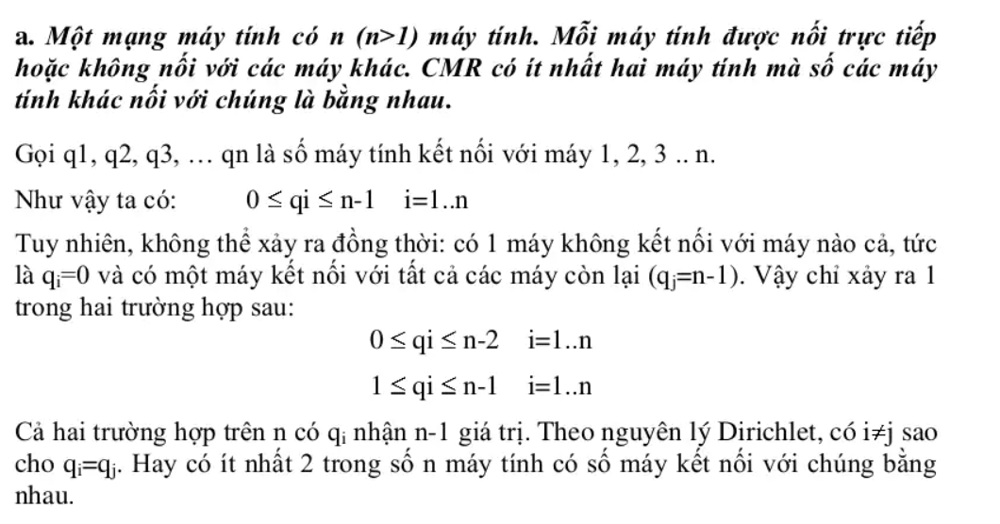 a. Một mạng máy tính có n (n>1) máy tính. Mỗi máy tính được nối trực tiếp
hoặc không nối với các máy khác. CMR có ít nhất hai máy tính mà số các máy
tính khác nối với chúng là bằng nhau.
Gọi q1, q2, q3, … qn là số máy tính kết nối với máy 1, 2, 3 .. n.
Như vậy ta có: 0 ≤ qi ≤ n-1 i=1..n
Tuy nhiên, không thể xảy ra đồng thời: có 1 máy không kết nối với máy nào cả, tức
là qᵢ=0 và có một máy kết nối với tất cả các máy còn lại (qⱼ=n-1). Vậy chỉ xảy ra 1
trong hai trường hợp sau:
0 ≤ qi ≤ n-2 i=1..n
1 ≤ qi ≤ n-1 i=1..n
Cả hai trường hợp trên n có qᵢ nhận n-1 giá trị. Theo nguyên lý Dirichlet, có i≠j sao
cho qᵢ=qⱼ. Hay có ít nhất 2 trong số n máy tính có số máy kết nối với chúng bằng
nhau.